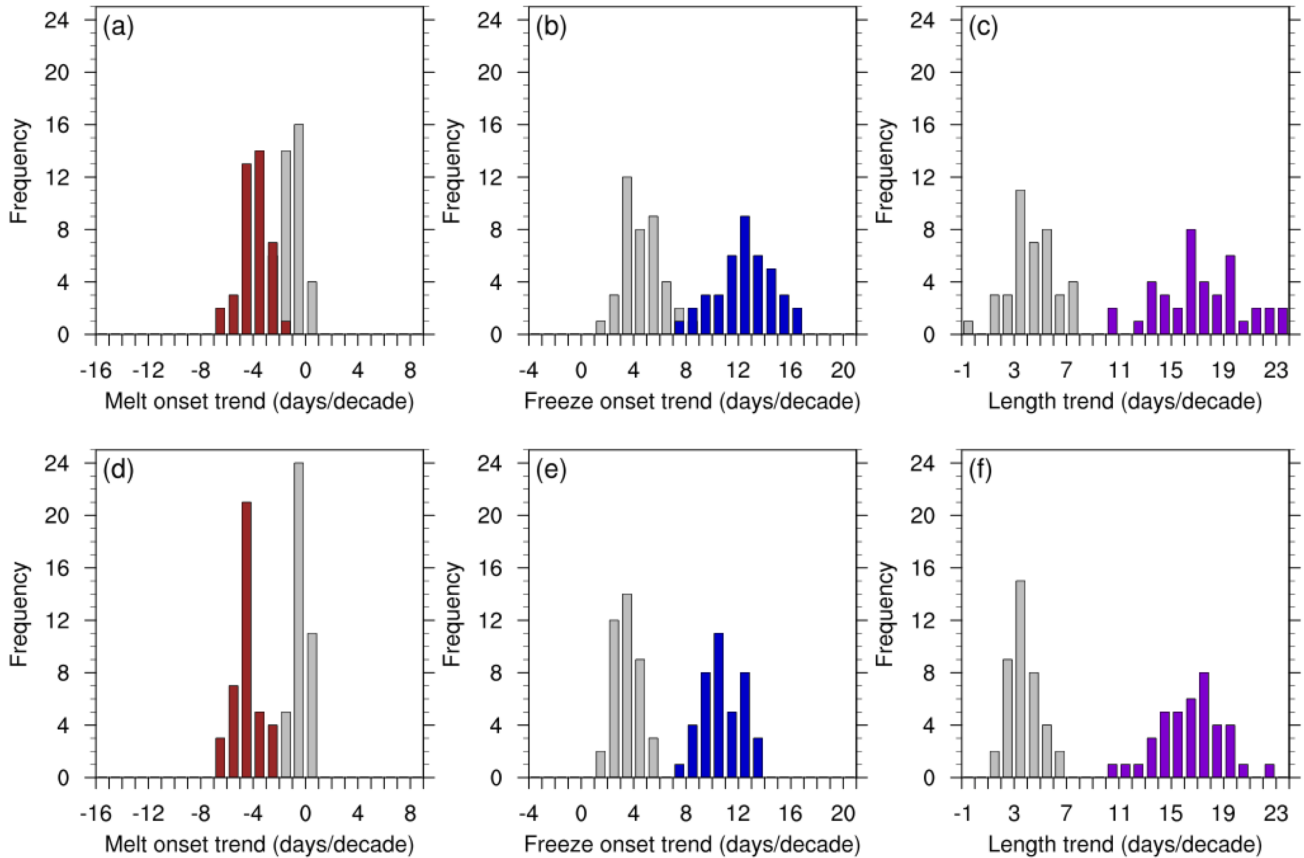 (a) (b) (c)
24 24 24
20 20 20
16 16 16
12 12 12
8 8 8
4 4 4
0 0 0
Frequency Frequency Frequency
-16 -12 -8 -4 0 4 8 -4 0 4 8 12 16 20 -1 3 7 11 15 19 23
Melt onset trend (days/decade) Freeze onset trend (days/decade) Length trend (days/decade)
(d) (e) (f)
24 24 24
20 20 20
16 16 16
12 12 12
8 8 8
4 4 4
0 0 0
Frequency Frequency Frequency
-16 -12 -8 -4 0 4 8 -4 0 4 8 12 16 20 -1 3 7 11 15 19 23
Melt onset trend (days/decade) Freeze onset trend (days/decade) Length trend (days/decade)